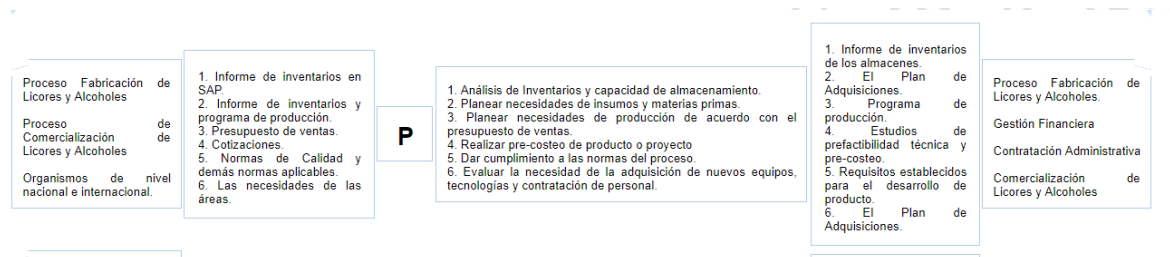 Proceso Fabricación de
Licores y Alcoholes
Proceso de
Comercialización de
Licores y Alcoholes
Organismos de nivel
nacional e internacional.
1. Informe de inventarios en
SAP.
2. Informe de inventarios y
programa de producción.
3. Presupuesto de ventas.
4. Cotizaciones.
5. Normas de Calidad y
demás normas aplicables.
6. Las necesidades de las
áreas.
P
1. Análisis de Inventarios y capacidad de almacenamiento.
2. Planear necesidades de insumos y materias primas.
3. Planear necesidades de producción de acuerdo con el
presupuesto de ventas.
4. Realizar pre-costeo de producto o proyecto
5. Dar cumplimiento a las normas del proceso.
6. Evaluar la necesidad de la adquisición de nuevos equipos,
tecnologías y contratación de personal.
1. Informe de inventarios
de los almacenes.
2. El Plan de
Adquisiciones.
3. Programa de
producción.
4. Estudios de
prefactibilidad técnica y
pre-costeo.
5. Requisitos establecidos
para el desarrollo de
producto.
6. El Plan de
Adquisiciones.
Proceso Fabricación de
Licores y Alcoholes.
Gestión Financiera
Contratación Administrativa
Comercialización de
Licores y Alcoholes